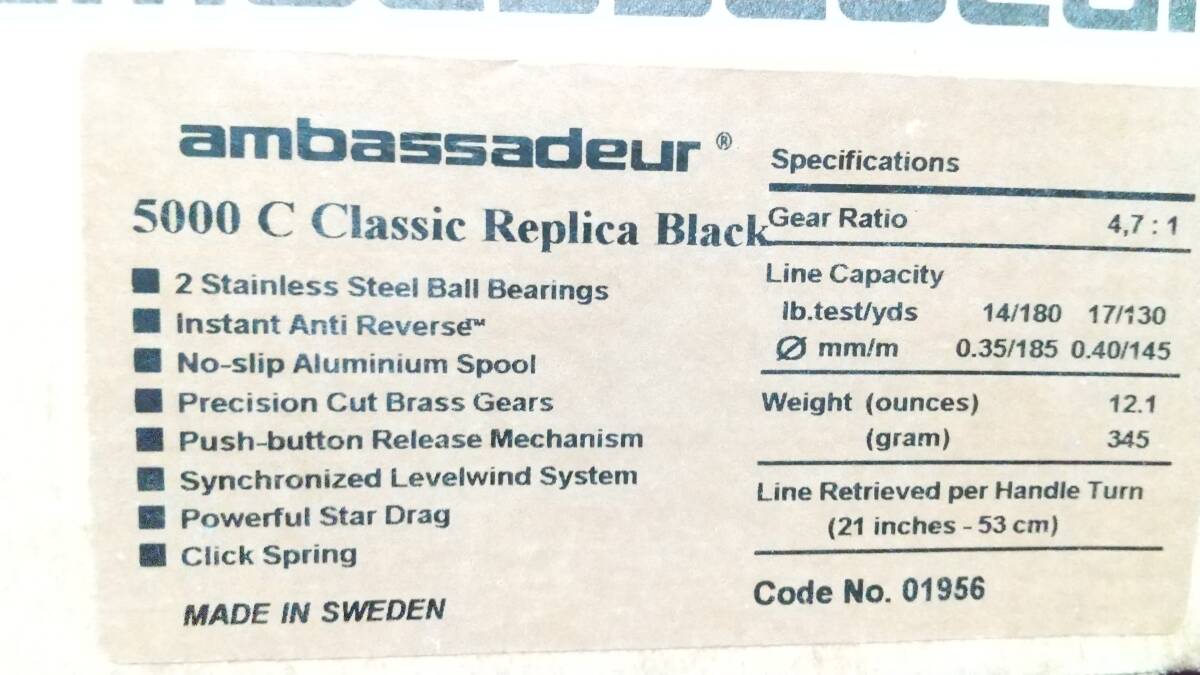 ambassadeur®
5000 C Classic Replica Black
■ 2 Stainless Steel Ball Bearings
■ Instant Anti Reverse™
■ No-slip Aluminium Spool
■ Precision Cut Brass Gears
■ Push-button Release Mechanism
■ Synchronized Levelwind System
■ Powerful Star Drag
■ Click Spring
MADE IN SWEDEN
Specifications
Gear Ratio 4,7 : 1
Line Capacity
lb.test/yds 14/180 17/130
Ø mm/m 0.35/185 0.40/145
Weight (ounces) 12.1
(gram) 345
Line Retrieved per Handle Turn
(21 inches - 53 cm)
Code No. 01956